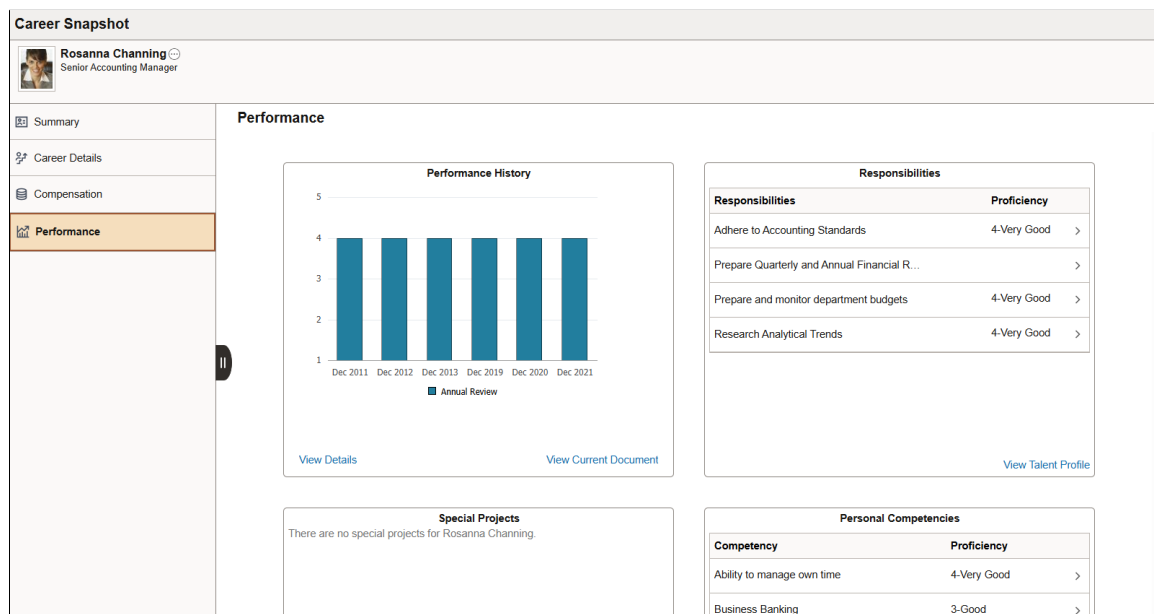 Career Snapshot
Rosanna Channing
Senior Accounting Manager
Summary
Career Details
Compensation
Performance
Performance
Performance History
5
4
3
2
1
Dec 2011 Dec 2012 Dec 2013 Dec 2019 Dec 2020 Dec 2021
Annual Review
View Details View Current Document
Responsibilities
Responsibilities Proficiency
Adhere to Accounting Standards 4-Very Good
Prepare Quarterly and Annual Financial R...
Prepare and monitor department budgets 4-Very Good
Research Analytical Trends 4-Very Good
View Talent Profile
Special Projects
There are no special projects for Rosanna Channing.
Personal Competencies
Competency Proficiency
Ability to manage own time 4-Very Good
Business Banking 3-Good